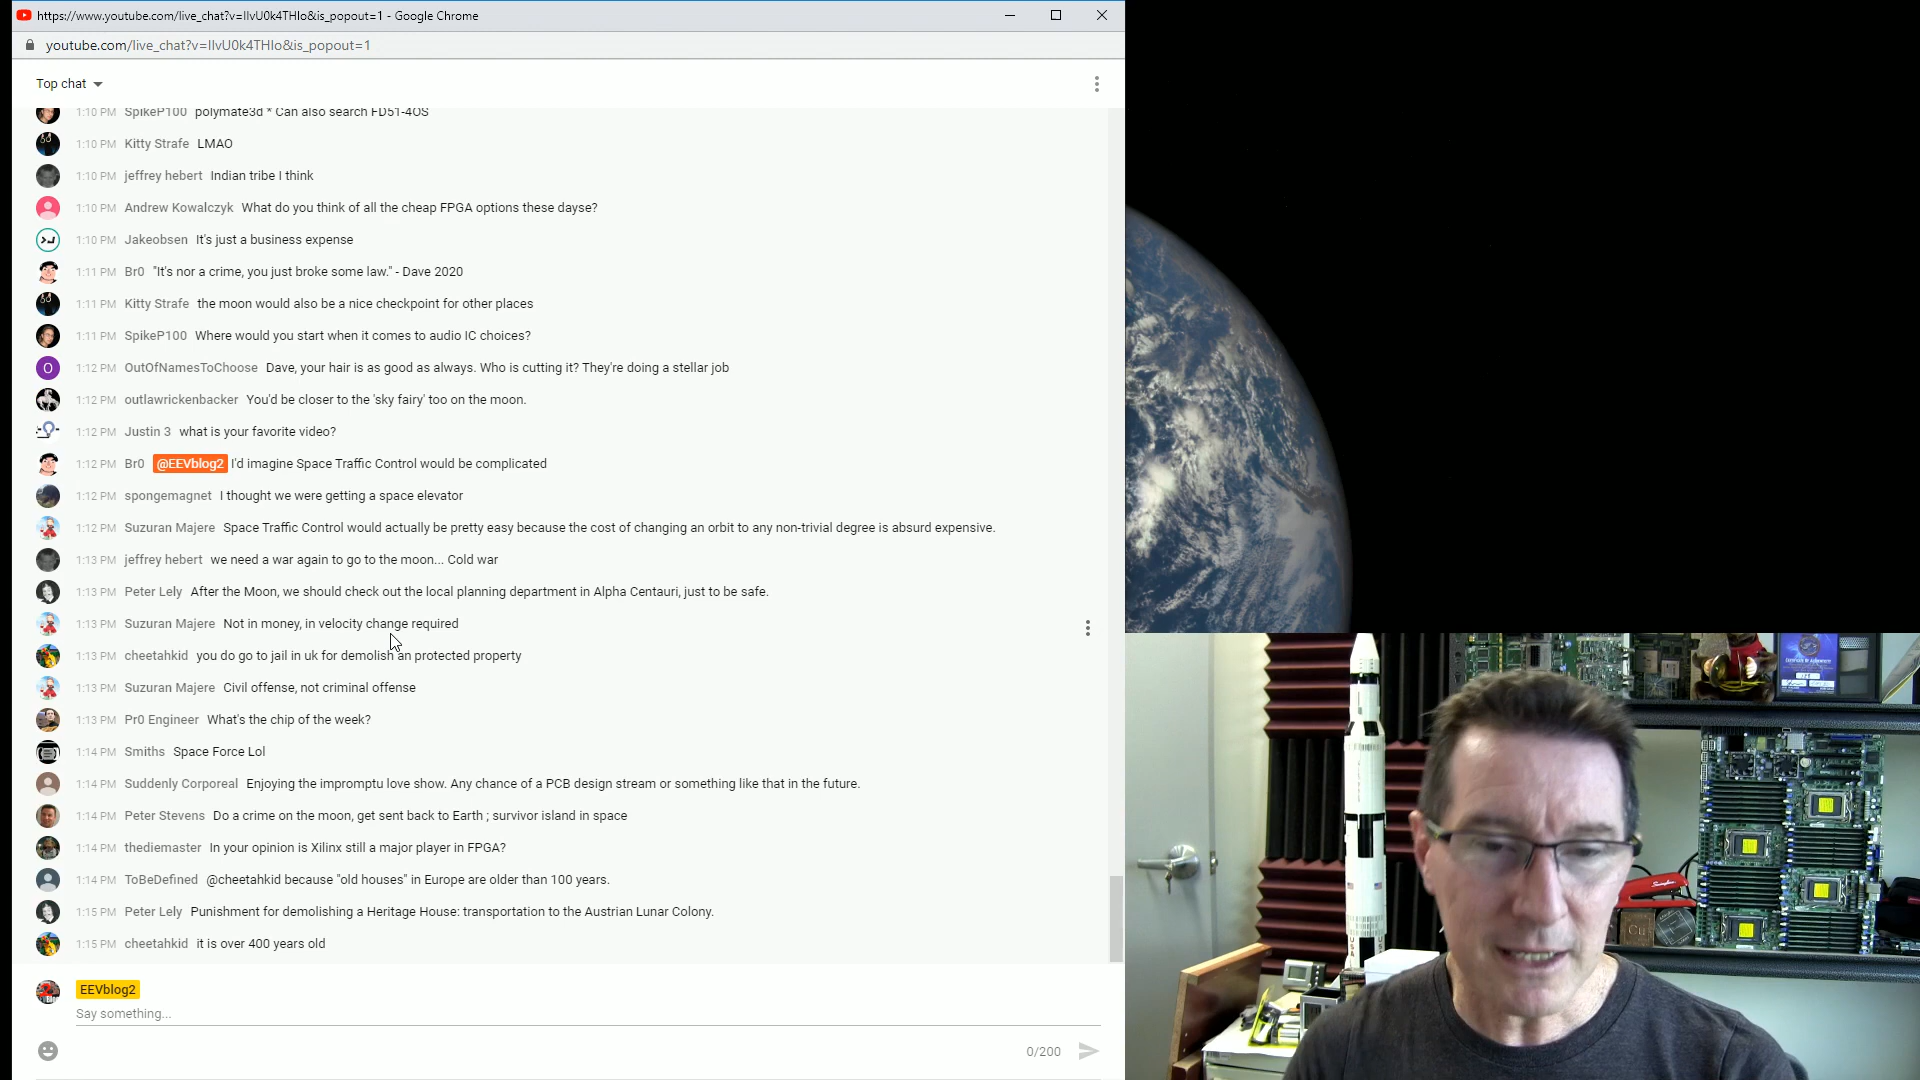 https://www.youtube.com/live_chat?v=IIvU0k4THIo&is_popout=1 - Google Chrome
youtube.com/live_chat?v=IIvU0k4THIo&is_popout=1
Top chat
1:10 PM SpikeP100 polymate3d * Can also search FD51-4OS
1:10 PM Kitty Strafe LMAO
1:10 PM jeffrey hebert Indian tribe I think
1:10 PM Andrew Kowalczyk What do you think of all the cheap FPGA options these dayse?
1:10 PM Jakeobsen It's just a business expense
1:11 PM Br0 "It's nor a crime, you just broke some law." - Dave 2020
1:11 PM Kitty Strafe the moon would also be a nice checkpoint for other places
1:11 PM SpikeP100 Where would you start when it comes to audio IC choices?
O 1:12 PM OutOfNamesToChoose Dave, your hair is as good as always. Who is cutting it? They're doing a stellar job
1:12 PM outlawrickenbacker You'd be closer to the 'sky fairy' too on the moon.
1:12 PM Justin 3 what is your favorite video?
1:12 PM Br0 @EEVblog2 I'd imagine Space Traffic Control would be complicated
1:12 PM spongemagnet I thought we were getting a space elevator
1:12 PM Suzuran Majere Space Traffic Control would actually be pretty easy because the cost of changing an orbit to any non-trivial degree is absurd expensive.
1:13 PM jeffrey hebert we need a war again to go to the moon... Cold war
1:13 PM Peter Lely After the Moon, we should check out the local planning department in Alpha Centauri, just to be safe.
1:13 PM Suzuran Majere Not in money, in velocity change required
1:13 PM cheetahkid you do go to jail in uk for demolish an protected property
1:13 PM Suzuran Majere Civil offense, not criminal offense
1:13 PM Pr0 Engineer What's the chip of the week?
1:14 PM Smiths Space Force Lol
1:14 PM Suddenly Corporeal Enjoying the impromptu love show. Any chance of a PCB design stream or something like that in the future.
1:14 PM Peter Stevens Do a crime on the moon, get sent back to Earth ; survivor island in space
1:14 PM thediemaster In your opinion is Xilinx still a major player in FPGA?
1:14 PM ToBeDefined @cheetahkid because "old houses" in Europe are older than 100 years.
1:15 PM Peter Lely Punishment for demolishing a Heritage House: transportation to the Austrian Lunar Colony.
1:15 PM cheetahkid it is over 400 years old
EEVblog2
Say something...
0/200
USA
Cu